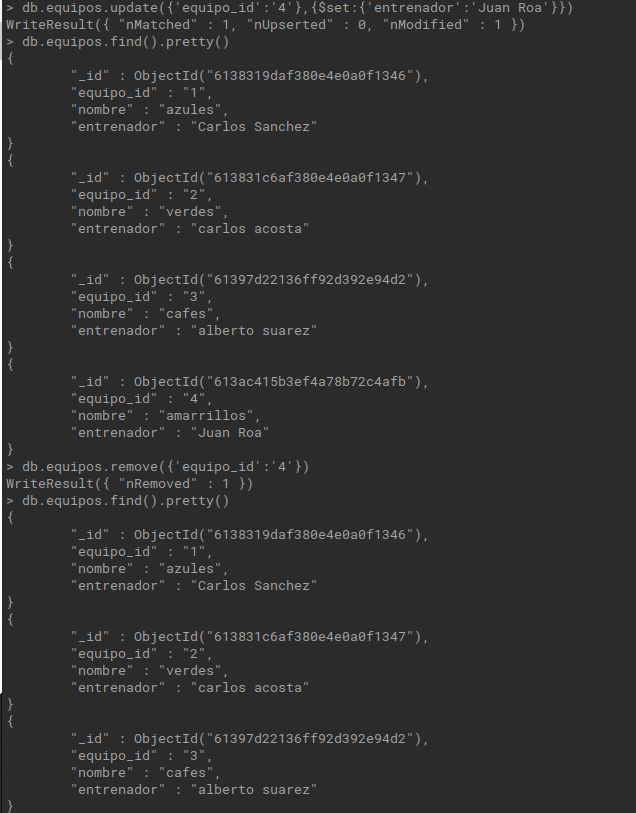 > db.equipos.update({'equipo_id':'4'},{$set:{'entrenador':'Juan Roa'}})
WriteResult({ "nMatched" : 1, "nUpserted" : 0, "nModified" : 1 })
> db.equipos.find().pretty()
{
"_id" : ObjectId("6138319daf380e4e0a0f1346"),
"equipo_id" : "1",
"nombre" : "azules",
"entrenador" : "Carlos Sanchez"
}
{
"_id" : ObjectId("613831c6af380e4e0a0f1347"),
"equipo_id" : "2",
"nombre" : "verdes",
"entrenador" : "carlos acosta"
}
{
"_id" : ObjectId("61397d22136ff92d392e94d2"),
"equipo_id" : "3",
"nombre" : "cafes",
"entrenador" : "alberto suarez"
}
{
"_id" : ObjectId("613ac415b3ef4a78b72c4afb"),
"equipo_id" : "4",
"nombre" : "amarrillos",
"entrenador" : "Juan Roa"
}
> db.equipos.remove({'equipo_id':'4'})
WriteResult({ "nRemoved" : 1 })
> db.equipos.find().pretty()
{
"_id" : ObjectId("6138319daf380e4e0a0f1346"),
"equipo_id" : "1",
"nombre" : "azules",
"entrenador" : "Carlos Sanchez"
}
{
"_id" : ObjectId("613831c6af380e4e0a0f1347"),
"equipo_id" : "2",
"nombre" : "verdes",
"entrenador" : "carlos acosta"
}
{
"_id" : ObjectId("61397d22136ff92d392e94d2"),
"equipo_id" : "3",
"nombre" : "cafes",
"entrenador" : "alberto suarez"
}